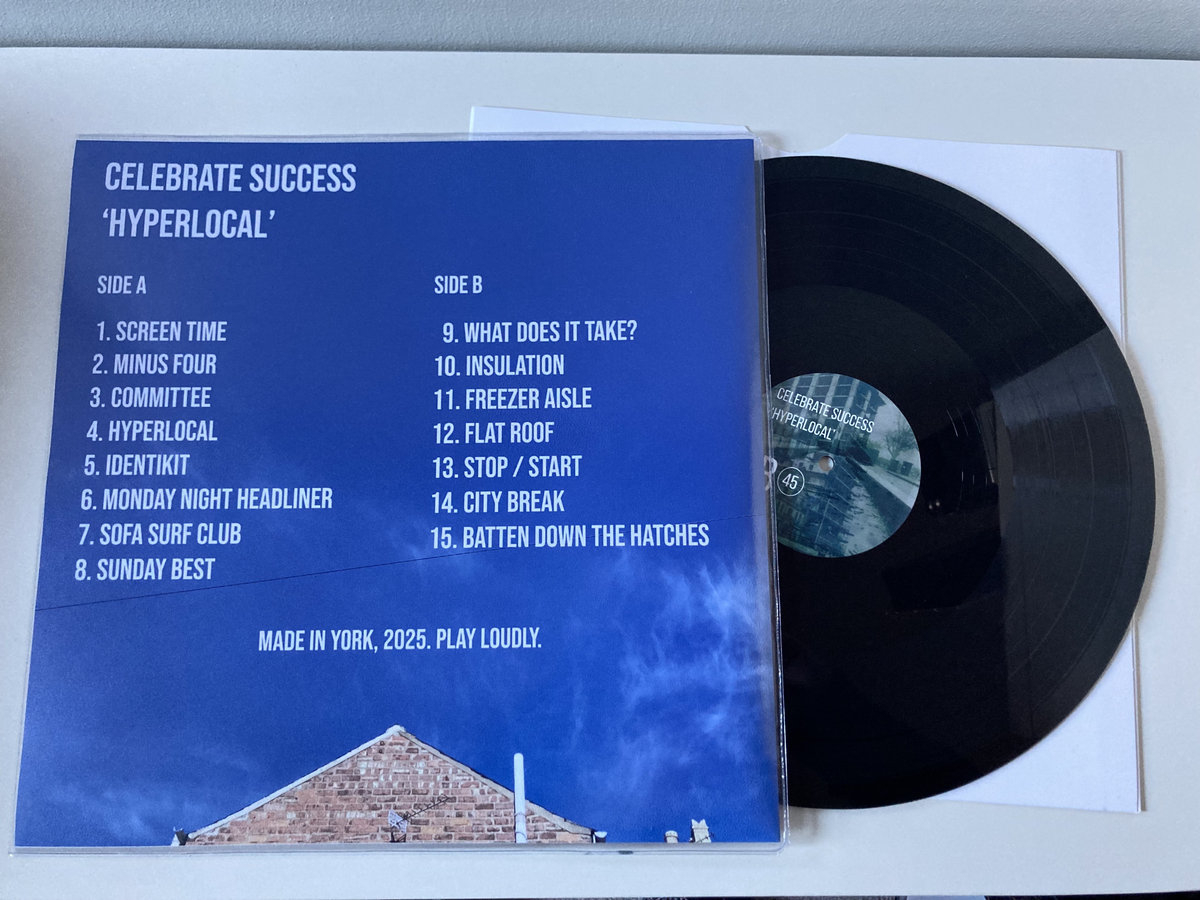 CELEBRATE SUCCESS
‘HYPERLOCAL’
SIDE A
1. SCREEN TIME
2. MINUS FOUR
3. COMMITTEE
4. HYPERLOCAL
5. IDENTIKIT
6. MONDAY NIGHT HEADLINER
7. SOFA SURF CLUB
8. SUNDAY BEST
SIDE B
9. WHAT DOES IT TAKE?
10. INSULATION
11. FREEZER AISLE
12. FLAT ROOF
13. STOP / START
14. CITY BREAK
15. BATTEN DOWN THE HATCHES
MADE IN YORK, 2025. PLAY LOUDLY.
CELEBRATE SUCCESS
‘HYPERLOCAL’
45